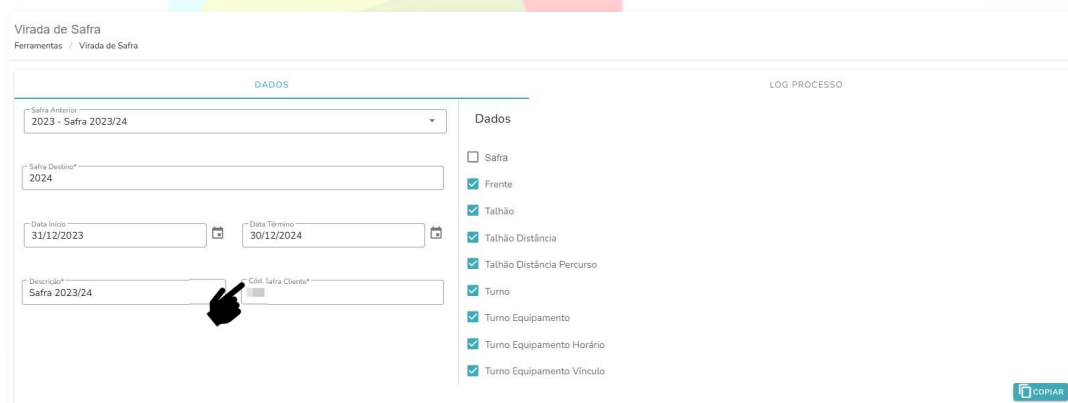 Virada de Safra
Ferramentas / Virada de Safra
DADOS
LOG PROCESSO
Safra Anterior
2023 - Safra 2023/24
Safra Destino*
2024
Data Início
31/12/2023
Data Término
30/12/2024
Descrição*
Safra 2023/24
Cód. Safra Cliente*
Dados
Safra
Frente
Talhão
Talhão Distância
Talhão Distância Percurso
Turno
Turno Equipamento
Turno Equipamento Horário
Turno Equipamento Vínculo
COPIAR